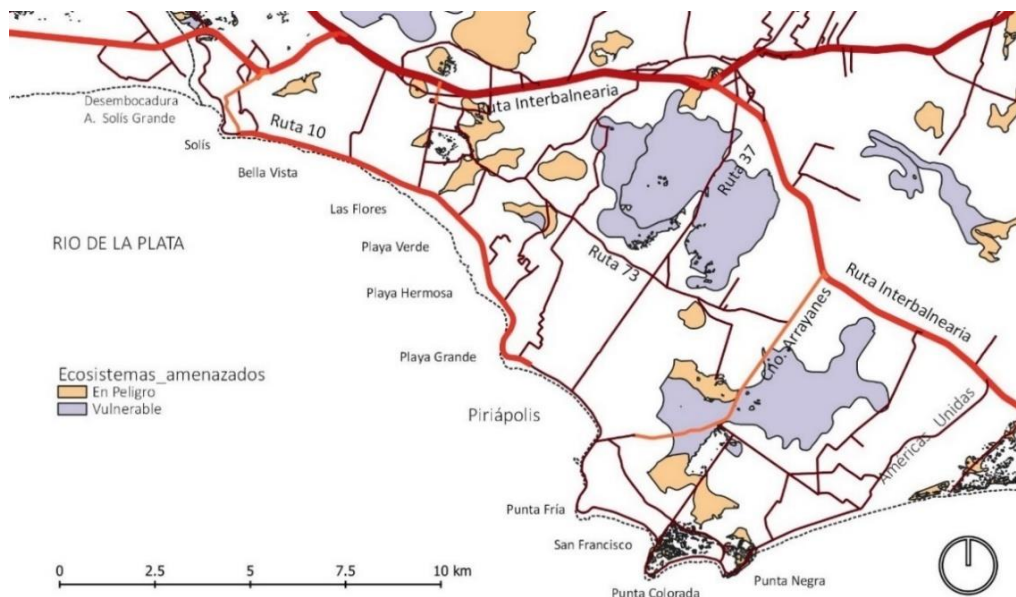 Ruta Interbalnearia
Desembocadura
A. Solís Grande
Ruta 10
Solís
Bella Vista
Ruta 37
Las Flores
RIO DE LA PLATA
Playa Verde
Ruta 73
Playa Hermosa
Ruta Interbalnearia
Cno. Arrayanes
Playa Grande
Ecosistemas_amenazados
En Peligro
Vulnerable
Piriápolis
Américas Unidas
Punta Fría
San Francisco
0 2.5 5 7.5 10 km
Punta Negra
Punta Colorada